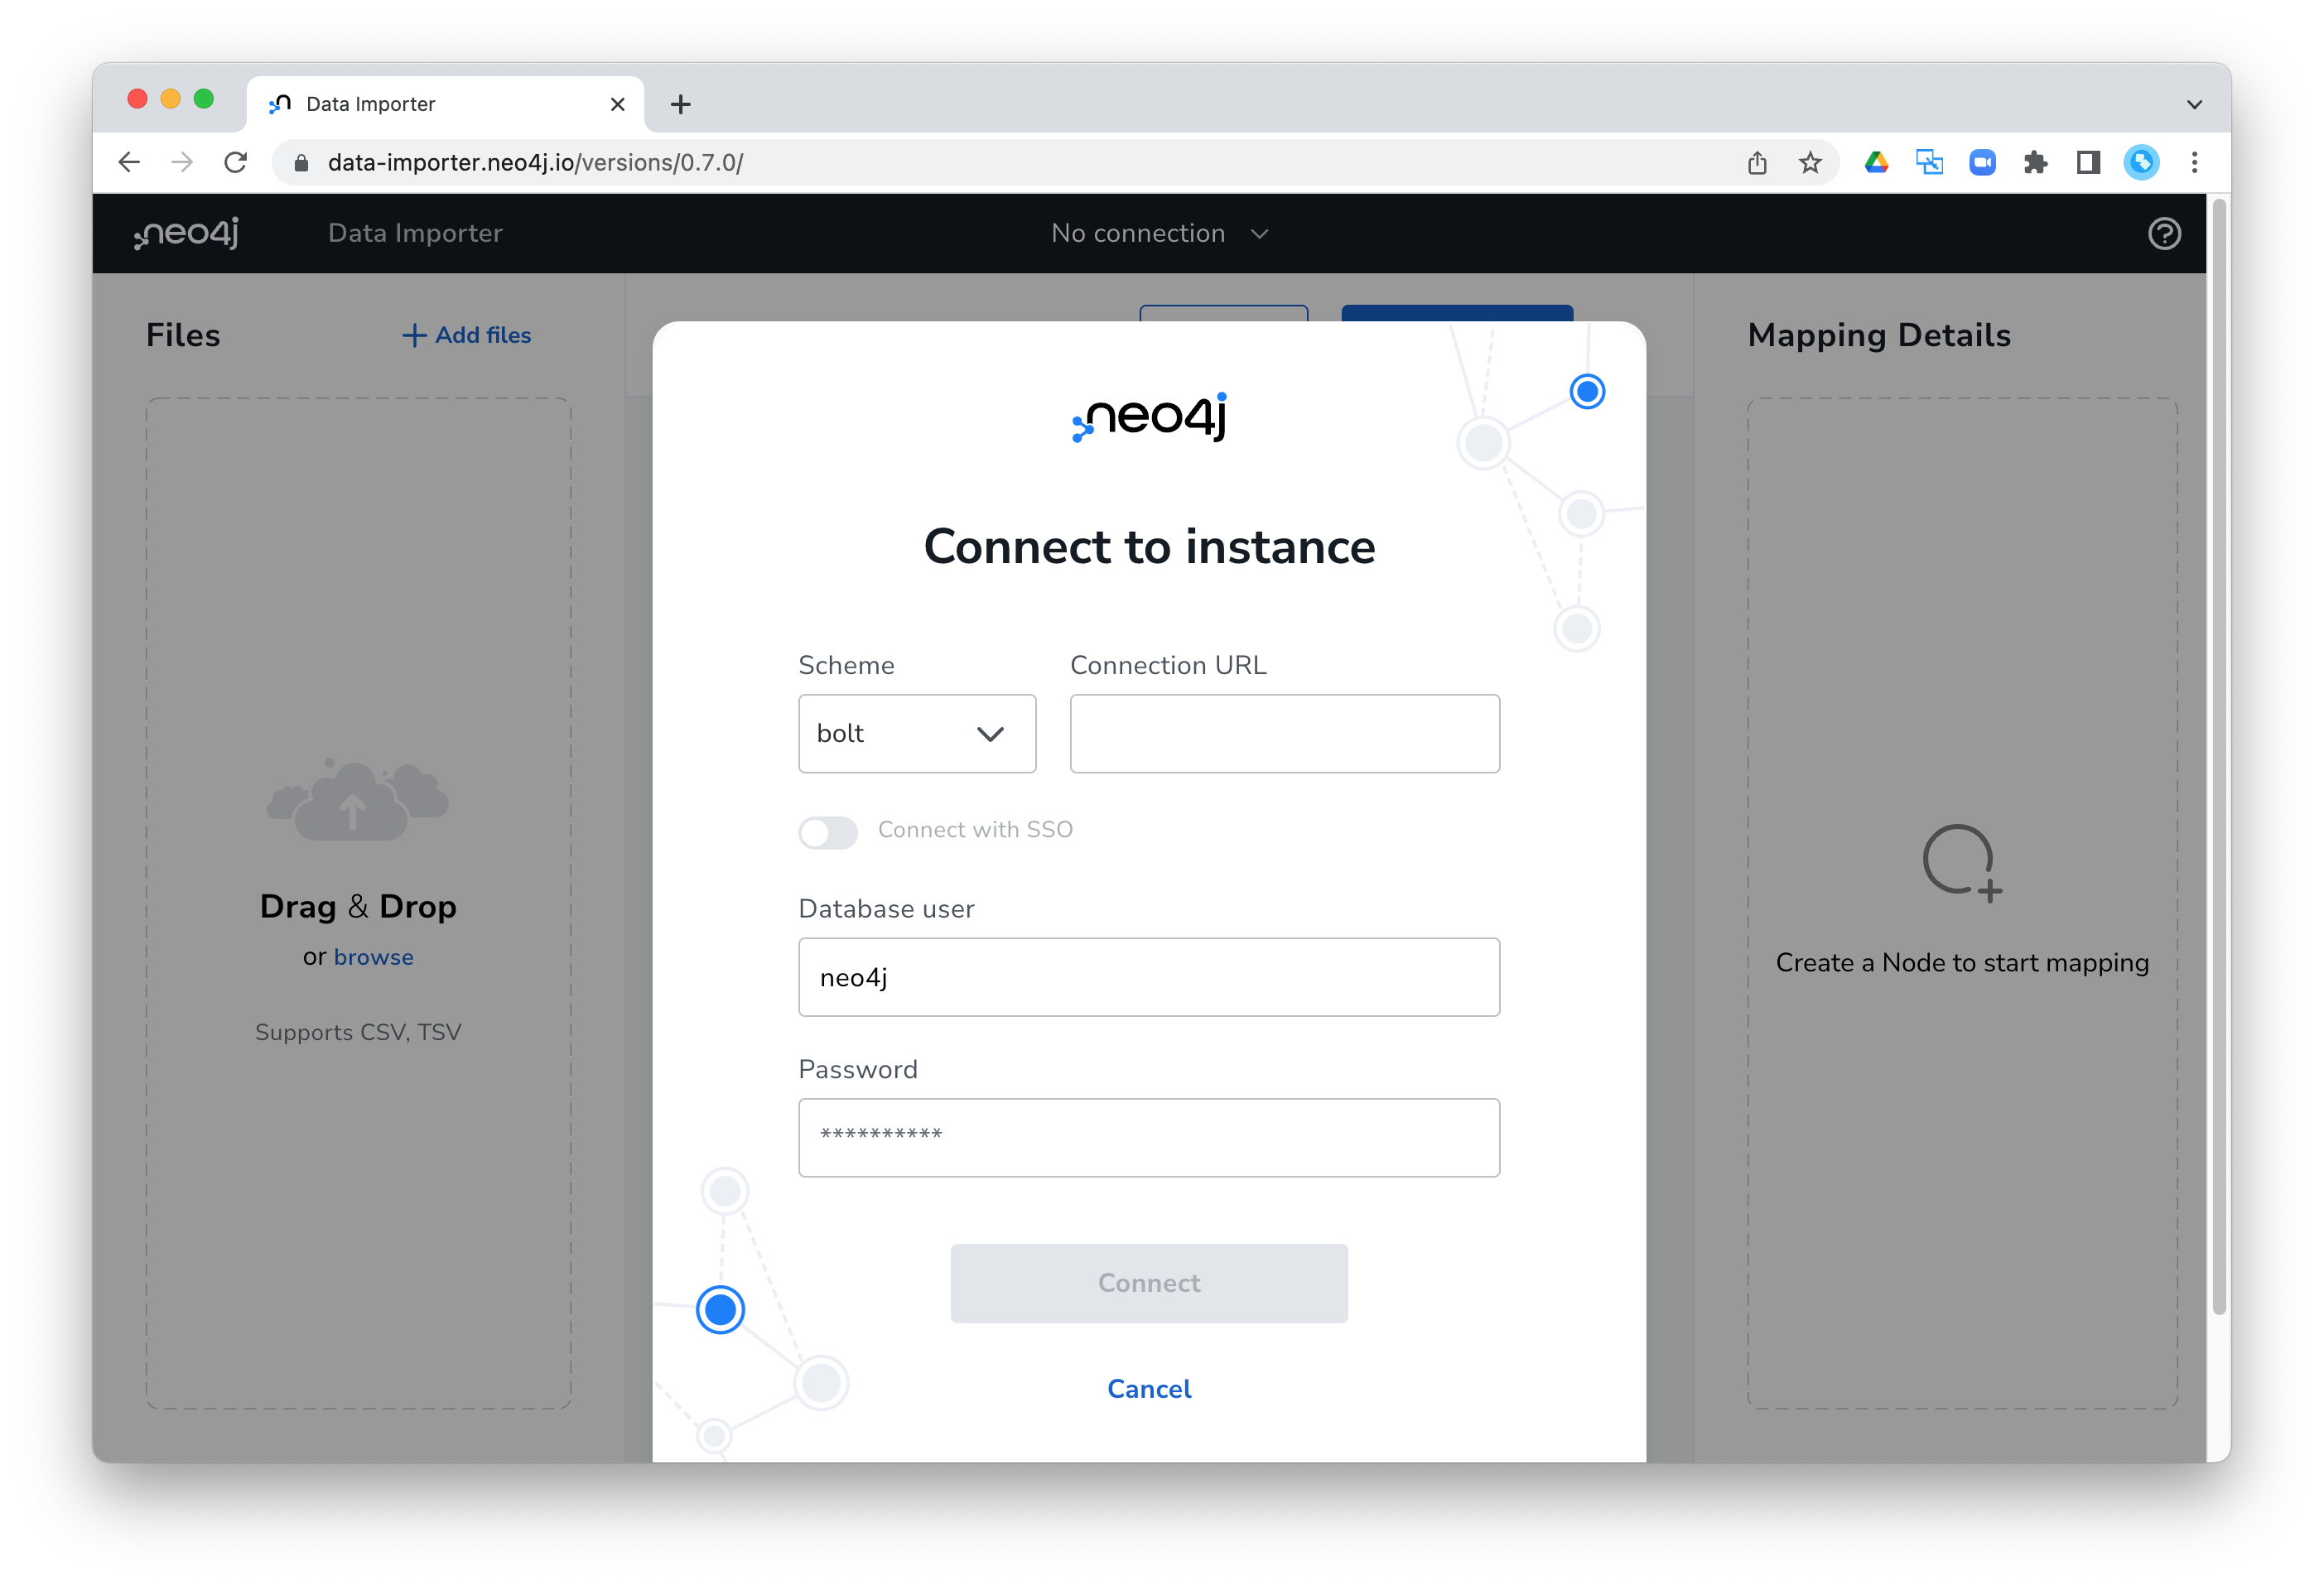 Data Importer
data-importer.neo4j.io/versions/0.7.0/
neo4j Data Importer No connection
Files
Add files
Mapping Details
neo4j
Connect to instance
Scheme Connection URL
bolt
Connect with SSO
Database user
neo4j
Password
**********
Connect
Cancel
Drag & Drop
or browse
Supports CSV, TSV
Create a Node to start mapping